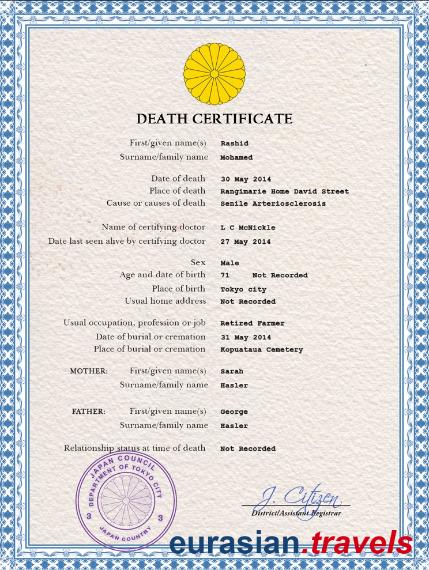 DEATH CERTIFICATE
First/given name(s) Rashid
Surname/family name Mohamed
Date of death 30 May 2014
Place of death Rangimarie Home David Street
Cause or causes of death Senile Arteriosclerosis
Name of certifying doctor L C McNickle
Date last seen alive by certifying doctor 27 May 2014
Sex Male
Age and date of birth 71 Not Recorded
Place of birth Tokyo city
Usual home address Not Recorded
Usual occupation, profession or job Retired Farmer
Date of burial or cremation 31 May 2014
Place of burial or cremation Kopuatuua Cemetery
MOTHER: First/given name(s) Sarah
Surname/family name Hasler
FATHER: First/given name(s) George
Surname/family name Hasler
Relationship status at time of death Not Recorded
JAPAN COUNCIL
DEPARTMENT OF TOKYO CITY
3 3
JAPAN COUNTRY
J. Citizen
District/Assistant Registrar
eurasian.travels